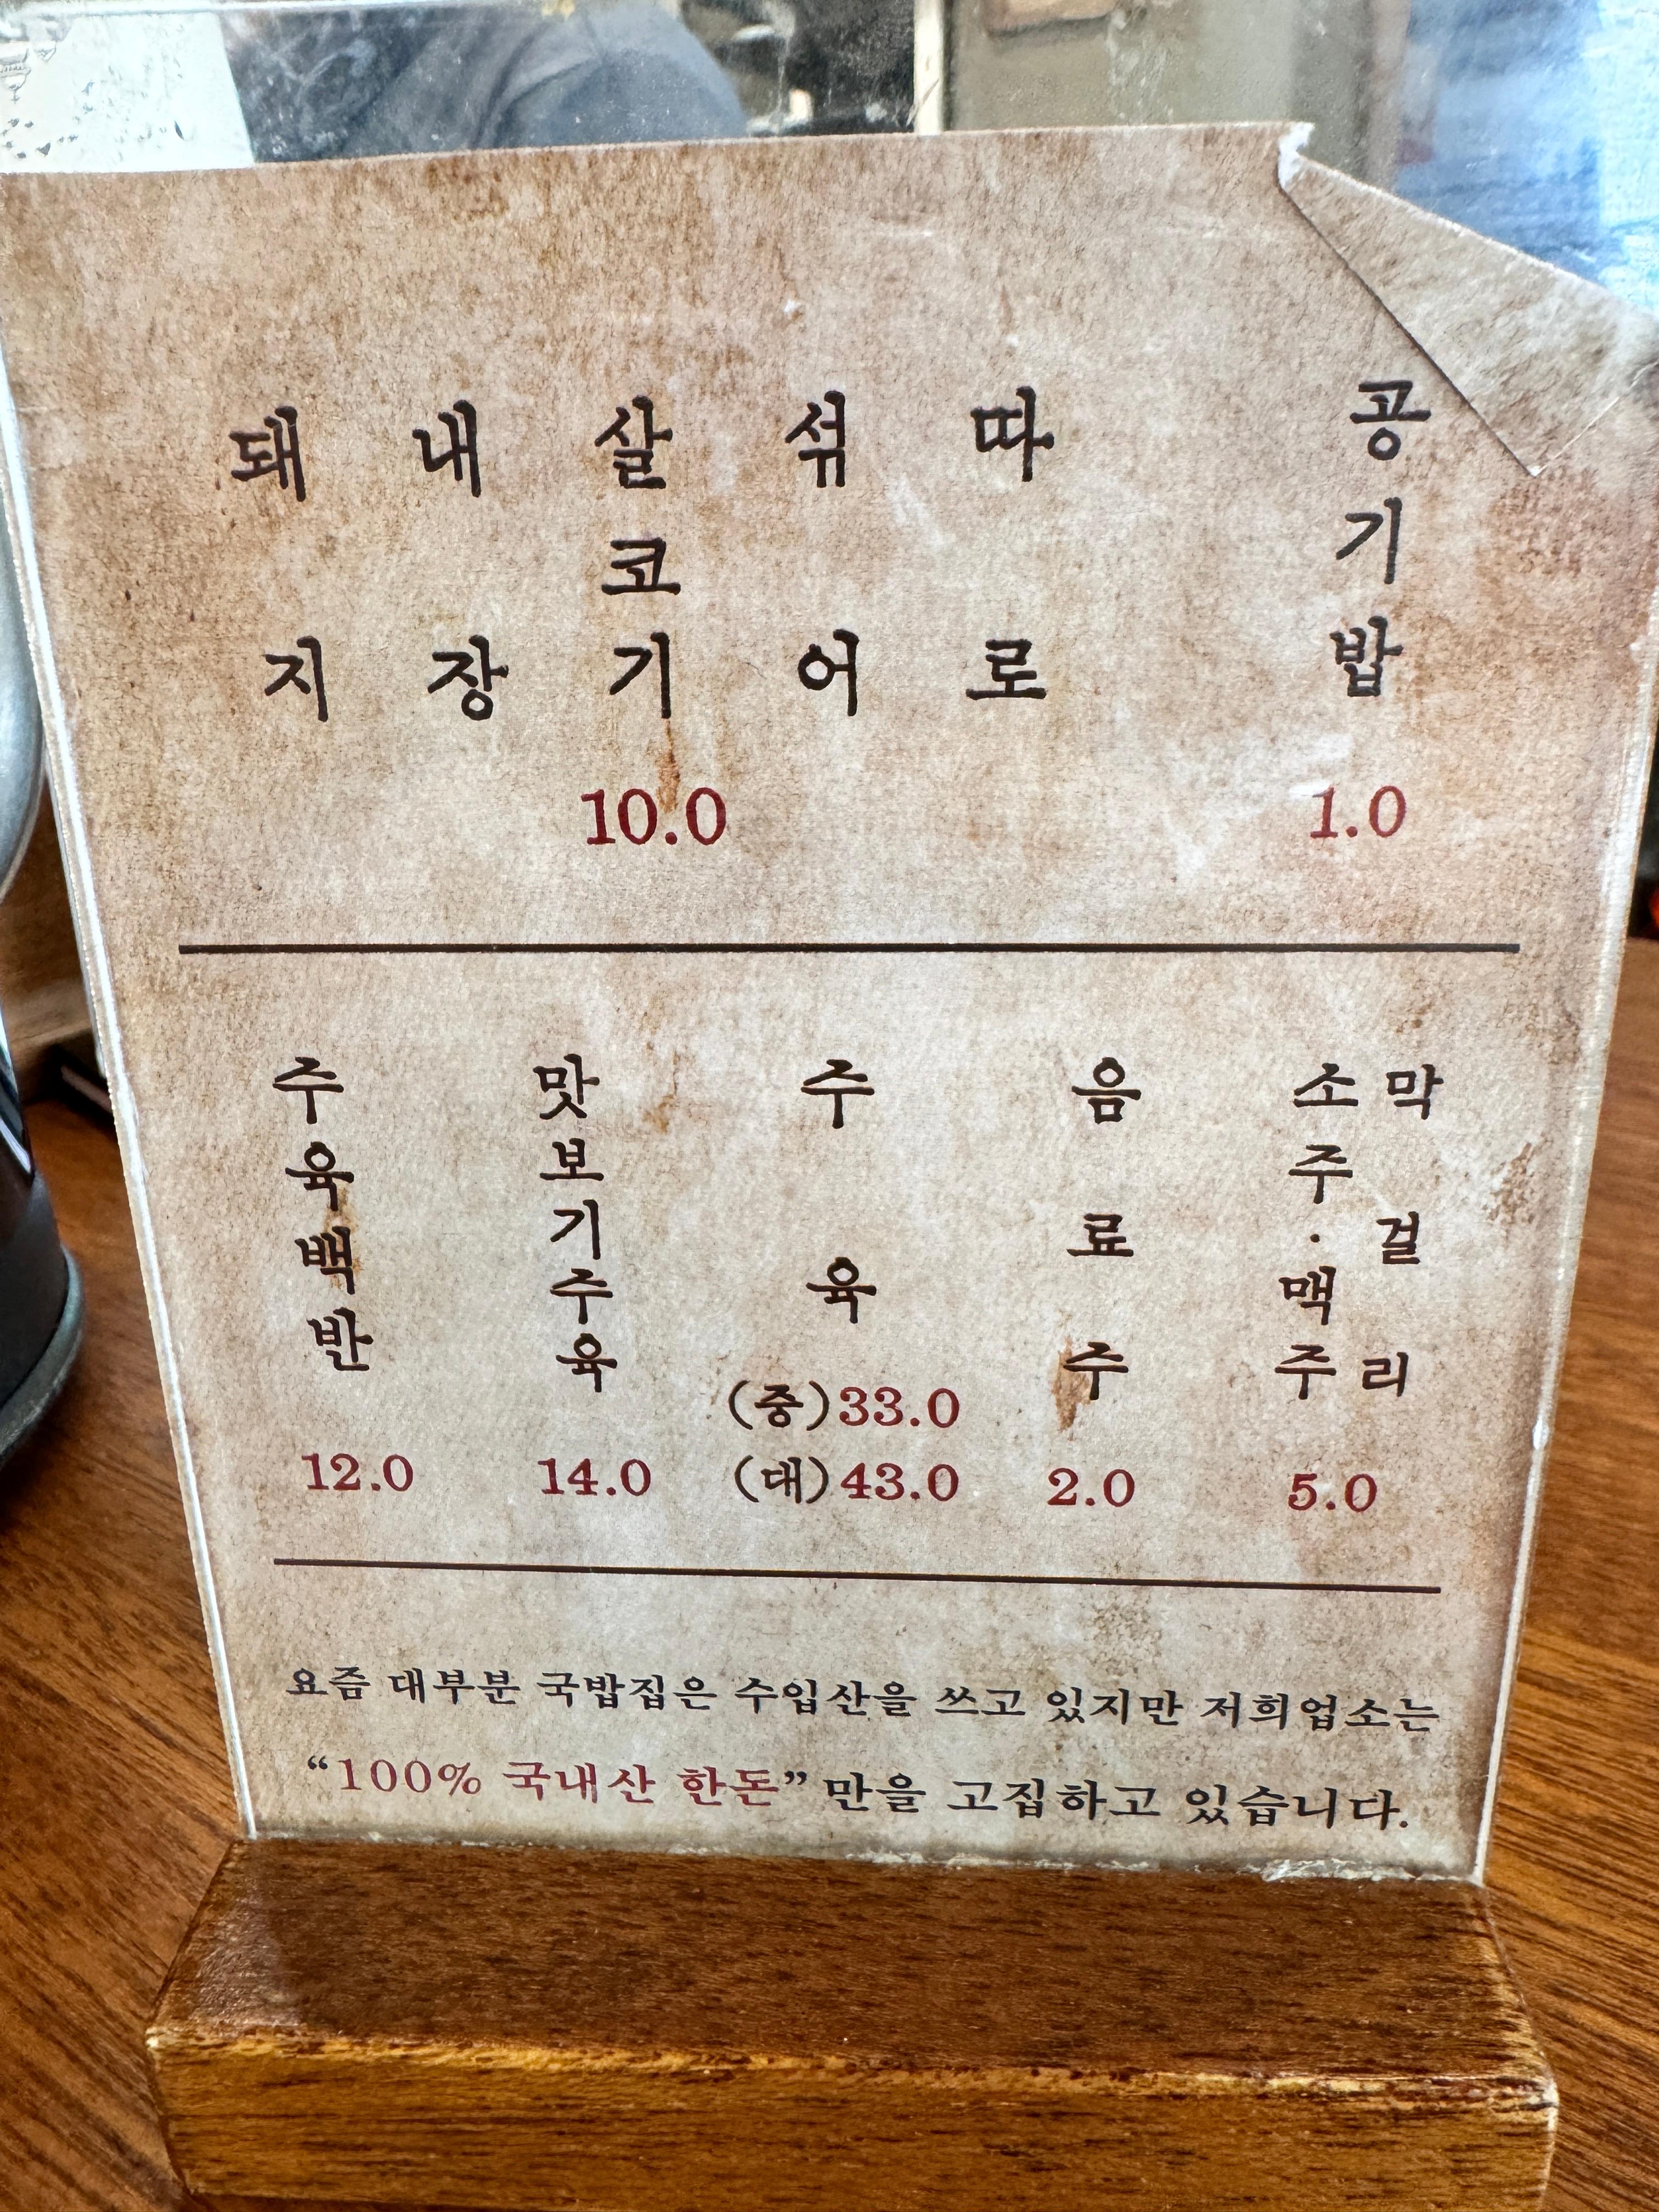 돼지
내장
살코기
섞어
따로
10.0
공기밥
1.0
주육백반
12.0
맛보기주육
14.0
주육
(중)33.0
(대)43.0
음료수
2.0
소주·맥주
막걸리
5.0
요즘 대부분 국밥집은 수입산을 쓰고 있지만 저희업소는
“100% 국내산 한돈”만을 고집하고 있습니다.